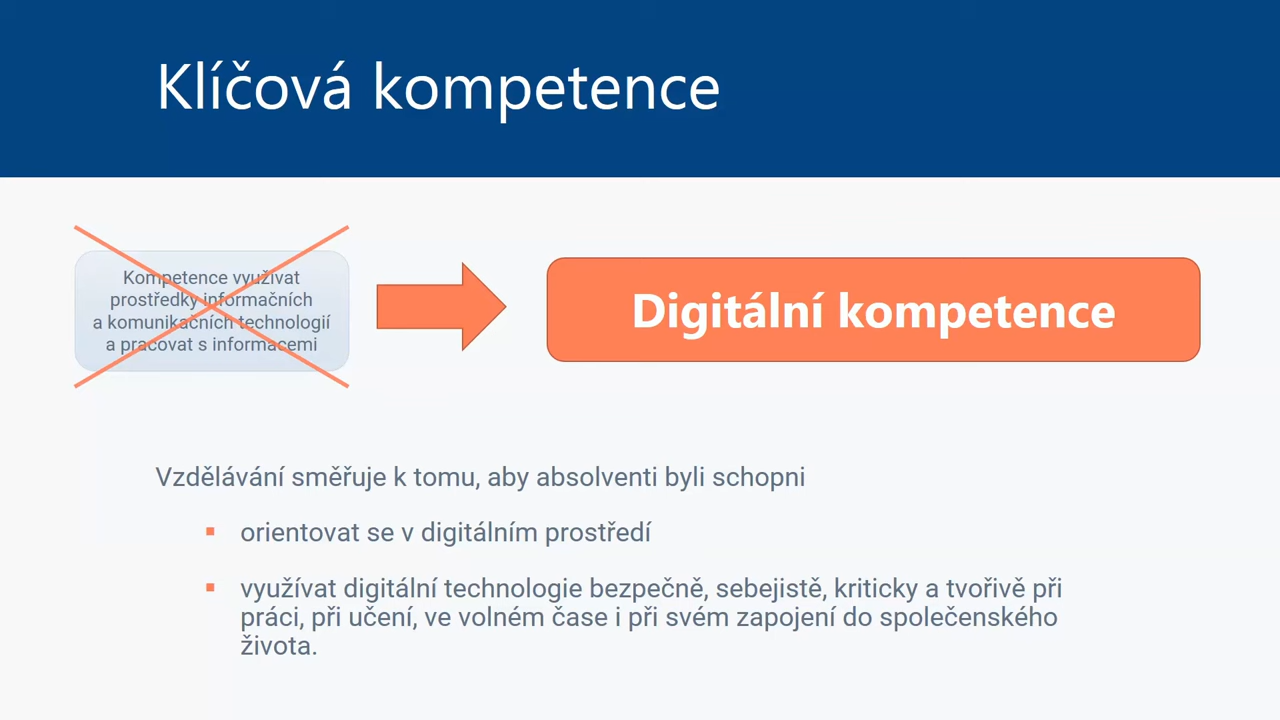 Klíčová kompetence
Kompetence využívat
prostředky informačních
a komunikačních technologií
a pracovat s informacemi
Digitální kompetence
Vzdělávání směřuje k tomu, aby absolventi byli schopni
orientovat se v digitálním prostředí
využívat digitální technologie bezpečně, sebejistě, kriticky a tvořivě při
práci, při učení, ve volném čase i při svém zapojení do společenského
života.